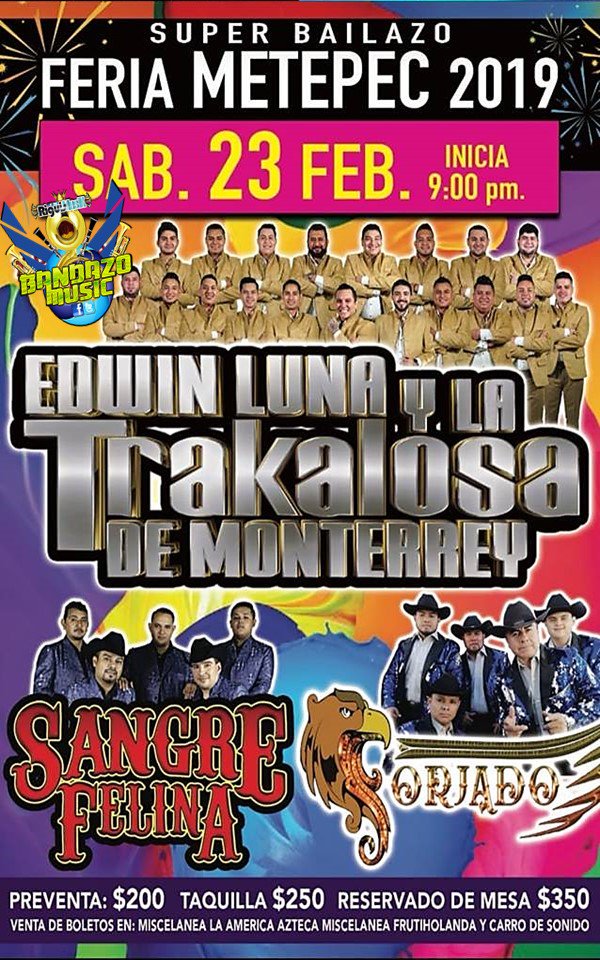 SUPER BAILAZO
FERIA METEPEC 2019
SAB. 23 FEB.
INICIA
9:00 pm.
BANDAZO
MUSIC
EDWIN LUNA Y LA
Trakalosa
DE MONTERREY
SANGRE
FELINA
FORJADO
PREVENTA: $200 TAQUILLA $250 RESERVADO DE MESA $350
VENTA DE BOLETOS EN: MISCELANEA LA AMERICA AZTECA MISCELANEA FRUTIHOLANDA Y CARRO DE SONIDO